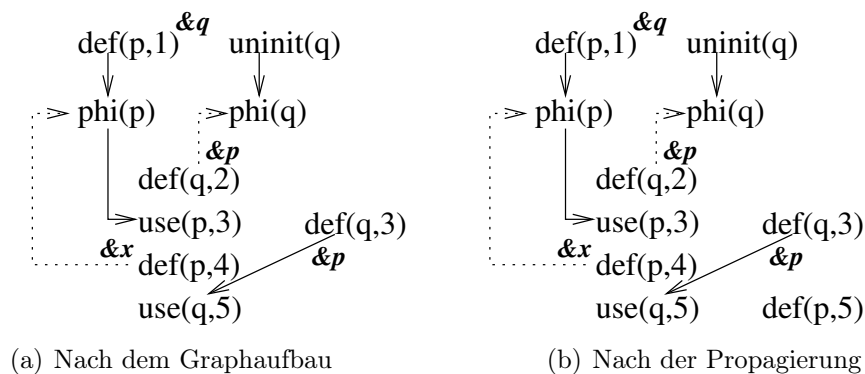 def(p,1) &q uninit(q)
phi(p) phi(q)
&p
def(q,2)
use(p,3) def(q,3)
&x &p
def(p,4)
use(q,5)
(a) Nach dem Graphaufbau
def(p,1) &q uninit(q)
phi(p) phi(q)
&p
def(q,2)
use(p,3) def(q,3)
&x &p
def(p,4)
use(q,5) def(p,5)
(b) Nach der Propagierung